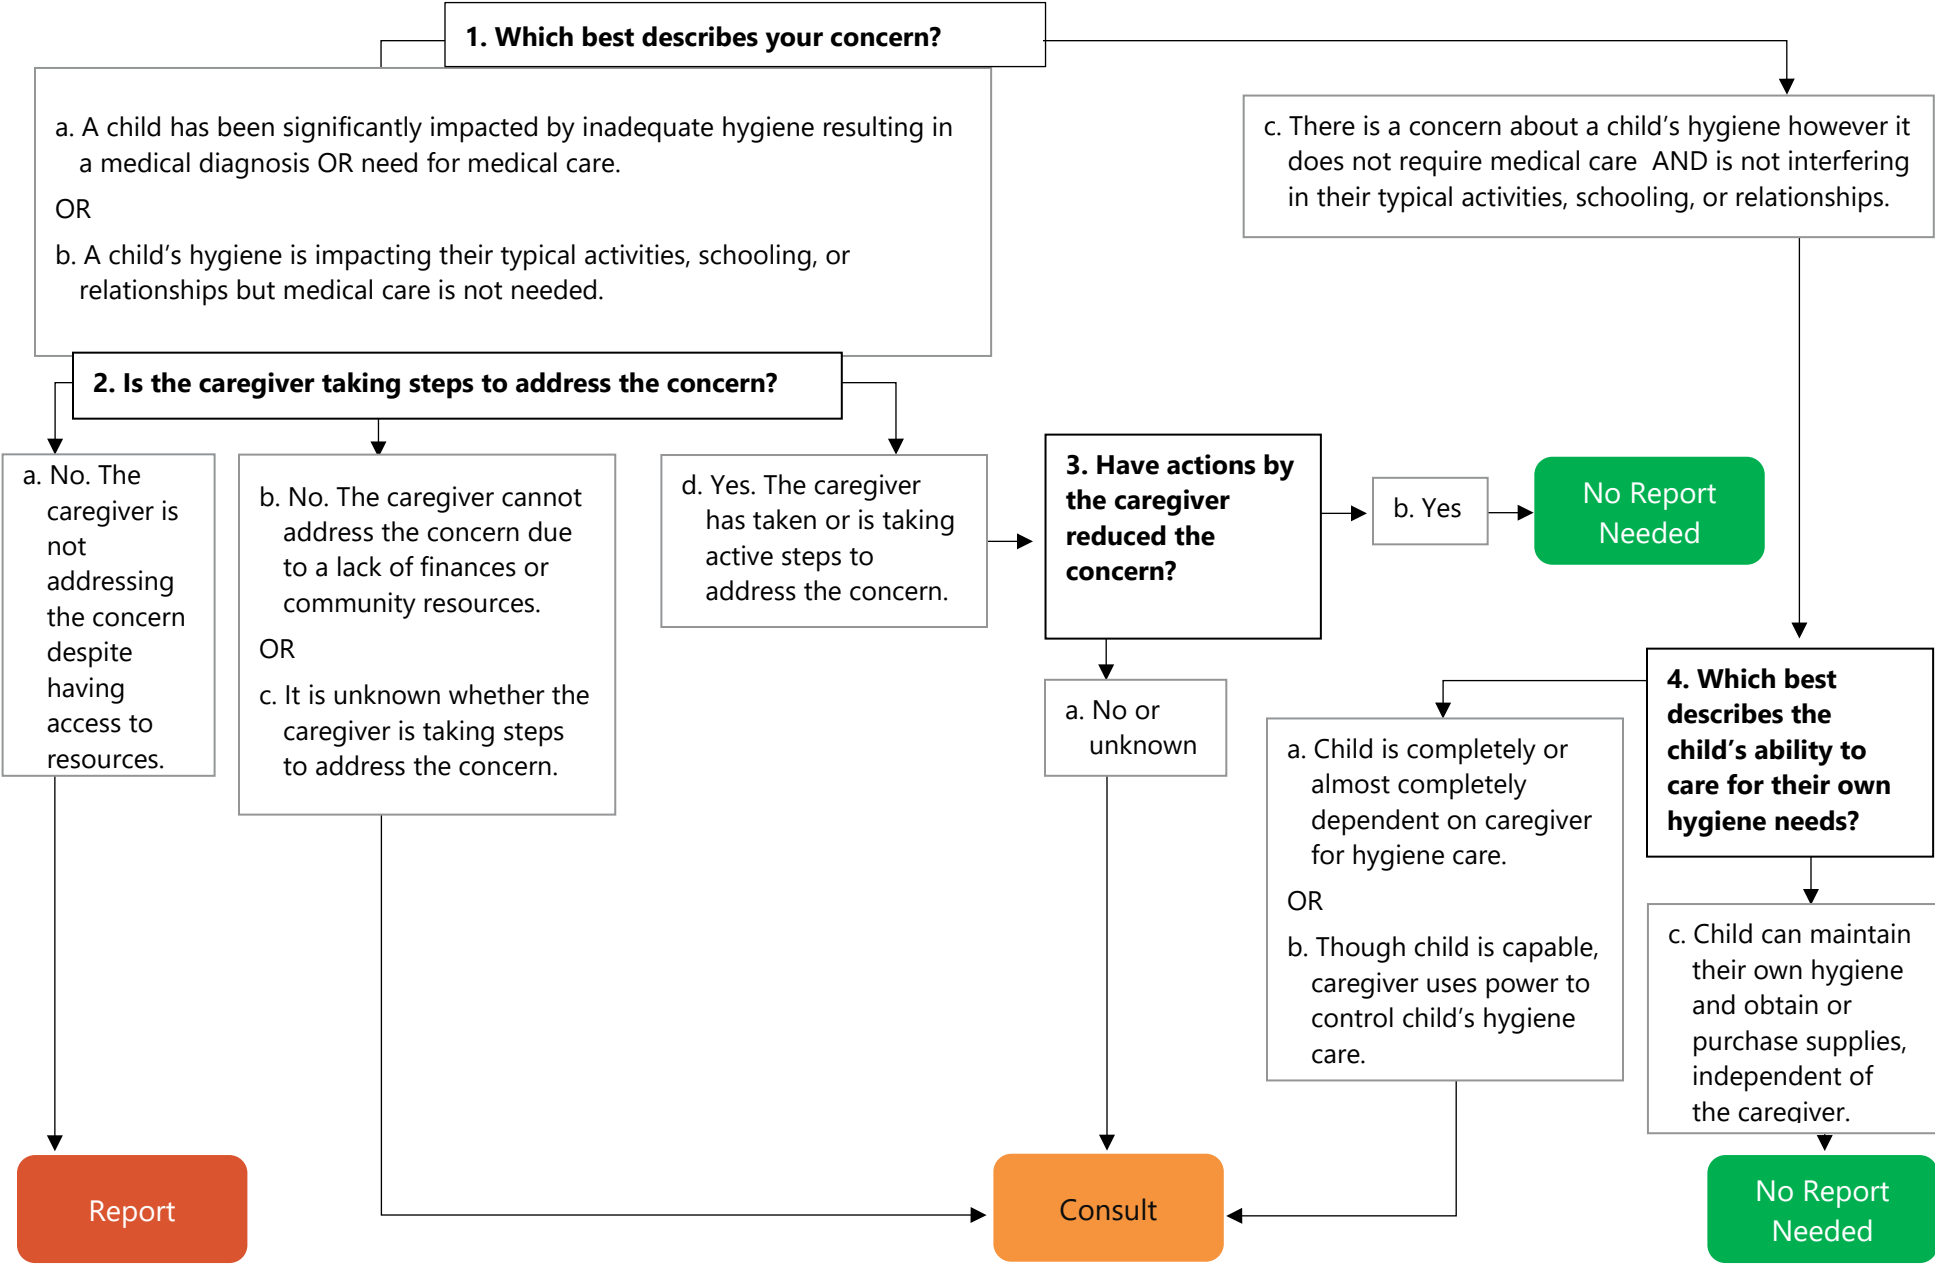 1. Which best describes your concern?
a. A child has been significantly impacted by inadequate hygiene resulting in
a medical diagnosis OR need for medical care.
OR
b. A child’s hygiene is impacting their typical activities, schooling, or
relationships but medical care is not needed.
c. There is a concern about a child’s hygiene however it
does not require medical care AND is not interfering
in their typical activities, schooling, or relationships.
2. Is the caregiver taking steps to address the concern?
a. No. The
caregiver is
not
addressing
the concern
despite
having
access to
resources.
b. No. The caregiver cannot
address the concern due
to a lack of finances or
community resources.
OR
c. It is unknown whether the
caregiver is taking steps
to address the concern.
d. Yes. The caregiver
has taken or is taking
active steps to
address the concern.
3. Have actions by
the caregiver
reduced the
concern?
b. Yes
No Report
Needed
a. No or
unknown
4. Which best
describes the
child’s ability to
care for their own
hygiene needs?
a. Child is completely or
almost completely
dependent on caregiver
for hygiene care.
OR
b. Though child is capable,
caregiver uses power to
control child’s hygiene
care.
c. Child can maintain
their own hygiene
and obtain or
purchase supplies,
independent of
the caregiver.
Report
Consult
No Report
Needed